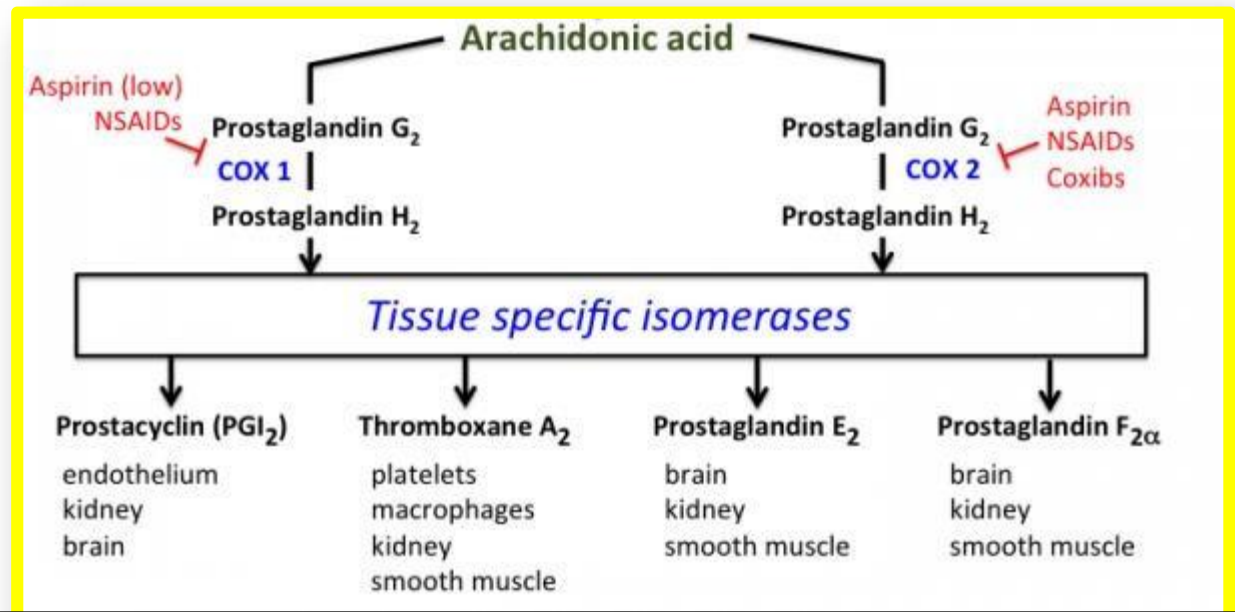 Arachidonic acid
Aspirin (low)
NSAIDs
Prostaglandin G2
COX 1
Prostaglandin H2
Prostaglandin G2
COX 2
Prostaglandin H2
Aspirin
NSAIDs
Coxibs
Tissue specific isomerases
Prostacyclin (PGI2)
endothelium
kidney
brain
Thromboxane A2
platelets
macrophages
kidney
smooth muscle
Prostaglandin E2
brain
kidney
smooth muscle
Prostaglandin F2α
brain
kidney
smooth muscle